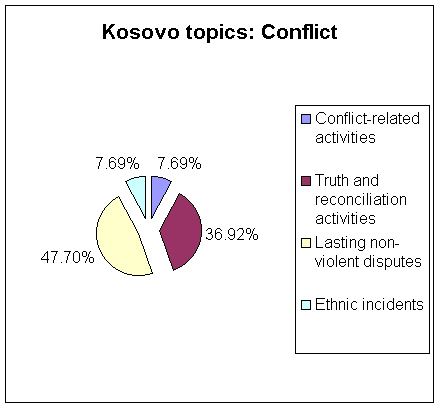 Kosovo topics: Conflict
7.69% 7.69%
36.92%
47.70%
Conflict-related
activities
Truth and
reconciliation
activities
Lasting non-
violent disputes
Ethnic incidents